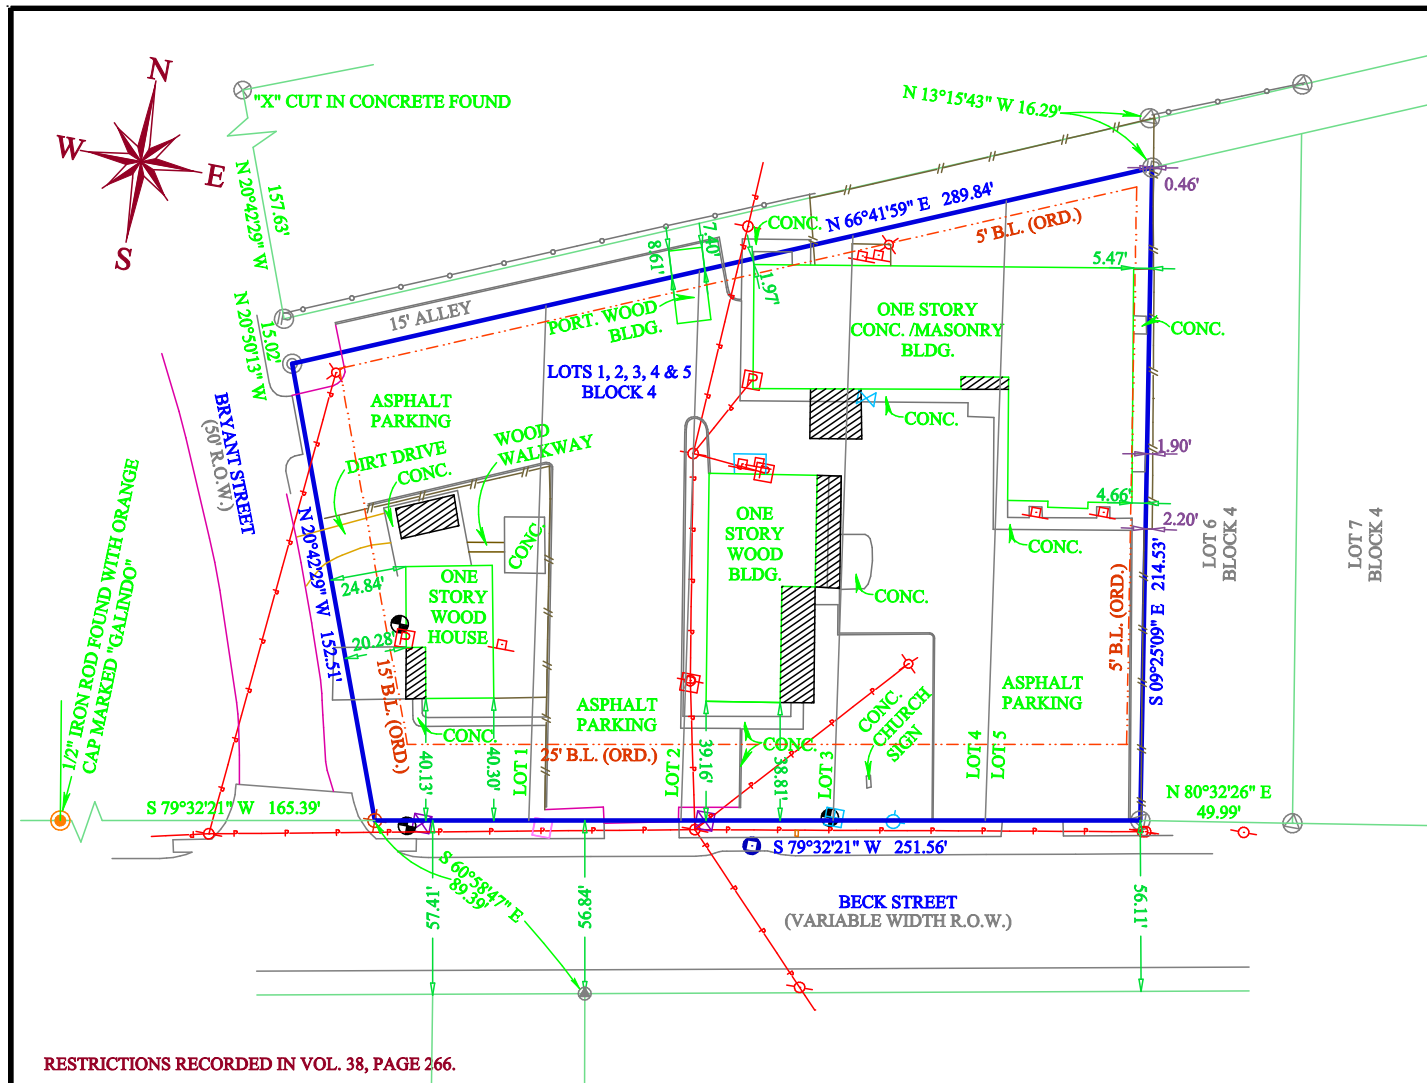 N
W
E
S
"X" CUT IN CONCRETE FOUND
N 13°15'43" W 16.29'
N 20°42'29" W
157.63'
0.46'
N 66°41'59" E 289.84'
CONC.
5' B.L. (ORD.)
7.40'
8.61'
1.97'
5.47'
N 20°50'13" W
15.02'
15' ALLEY
PORT. WOOD
BLDG.
ONE STORY
CONC. /MASONRY
BLDG.
CONC.
LOTS 1, 2, 3, 4 & 5
BLOCK 4
BRYANT STREET
(50' R.O.W.)
ASPHALT
PARKING
CONC.
WOOD
WALKWAY
DIRT DRIVE
CONC.
1.90'
4.66'
2.20'
1/2" IRON ROD FOUND WITH ORANGE
CAP MARKED "GALINDO"
N 20°42'29" W 152.51'
CONC.
ONE
STORY
WOOD
BLDG.
CONC.
LOT 6
BLOCK 4
LOT 7
BLOCK 4
24.84'
ONE
STORY
WOOD
HOUSE
CONC.
S 09°25'09" E 214.53'
5' B.L. (ORD.)
20.28'
P
P
15' B.L. (ORD.)
ASPHALT
PARKING
ASPHALT
PARKING
CONC.
CHURCH
SIGN
CONC.
CONC.
25' B.L. (ORD.)
40.13'
40.30'
LOT 1
LOT 2
39.16'
38.81'
LOT 3
LOT 4
LOT 5
S 79°32'21" W 165.39'
N 80°32'26" E
49.99'
S 79°32'21" W 251.56'
S 60°58'47" E
89.39'
57.41'
56.84'
56.11'
BECK STREET
(VARIABLE WIDTH R.O.W.)
RESTRICTIONS RECORDED IN VOL. 38, PAGE 266.